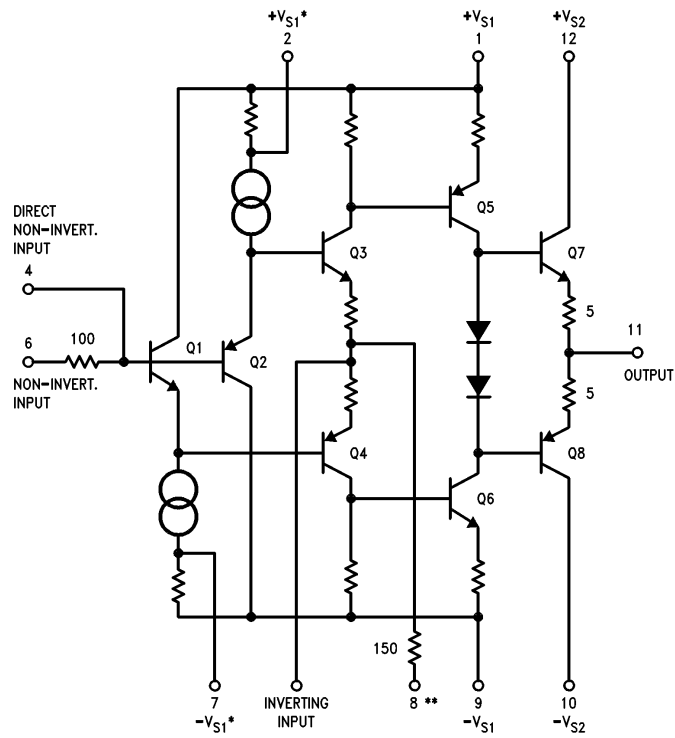 +VS1*
2
+VS1
1
+VS2
12
DIRECT
NON-INVERT.
INPUT
4
6
100
NON-INVERT.
INPUT
Q1
Q2
Q3
Q4
Q5
Q6
Q7
Q8
5
5
11
OUTPUT
150
7
-VS1*
INVERTING
INPUT
8 **
9
-VS1
10
-VS2